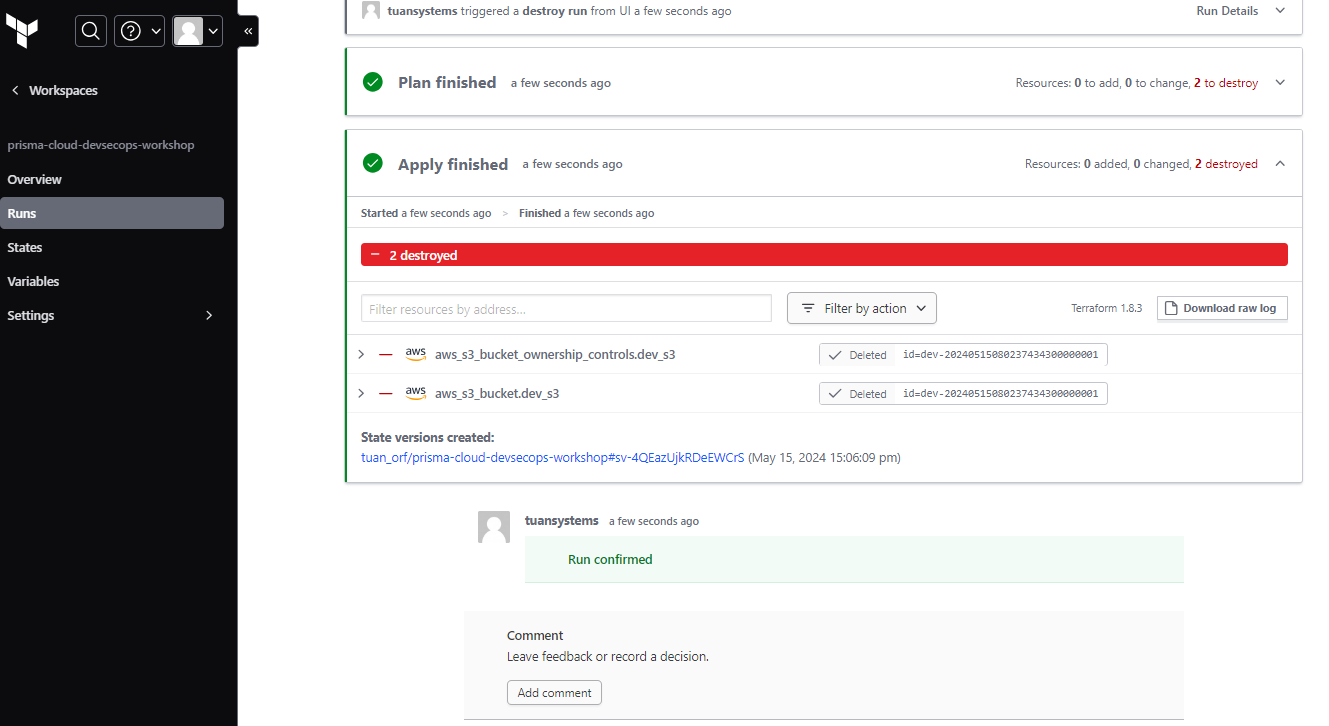 tuansystems triggered a destroy run from UI a few seconds ago
Run Details
«
Workspaces
prisma-cloud-devsecops-workshop
Overview
Runs
States
Variables
Settings
Plan finished a few seconds ago
Resources: 0 to add, 0 to change, 2 to destroy
Apply finished a few seconds ago
Resources: 0 added, 0 changed, 2 destroyed
Started a few seconds ago > Finished a few seconds ago
2 destroyed
Filter resources by address...
Filter by action
Terraform 1.8.3
Download raw log
aws aws_s3_bucket_ownership_controls.dev_s3
Deleted id=dev-20240515080237434300000001
aws aws_s3_bucket.dev_s3
Deleted id=dev-20240515080237434300000001
State versions created:
tuan_orf/prisma-cloud-devsecops-workshop#sv-4QEazUjkRDeEWCrS (May 15, 2024 15:06:09 pm)
tuansystems a few seconds ago
Run confirmed
Comment
Leave feedback or record a decision.
Add comment